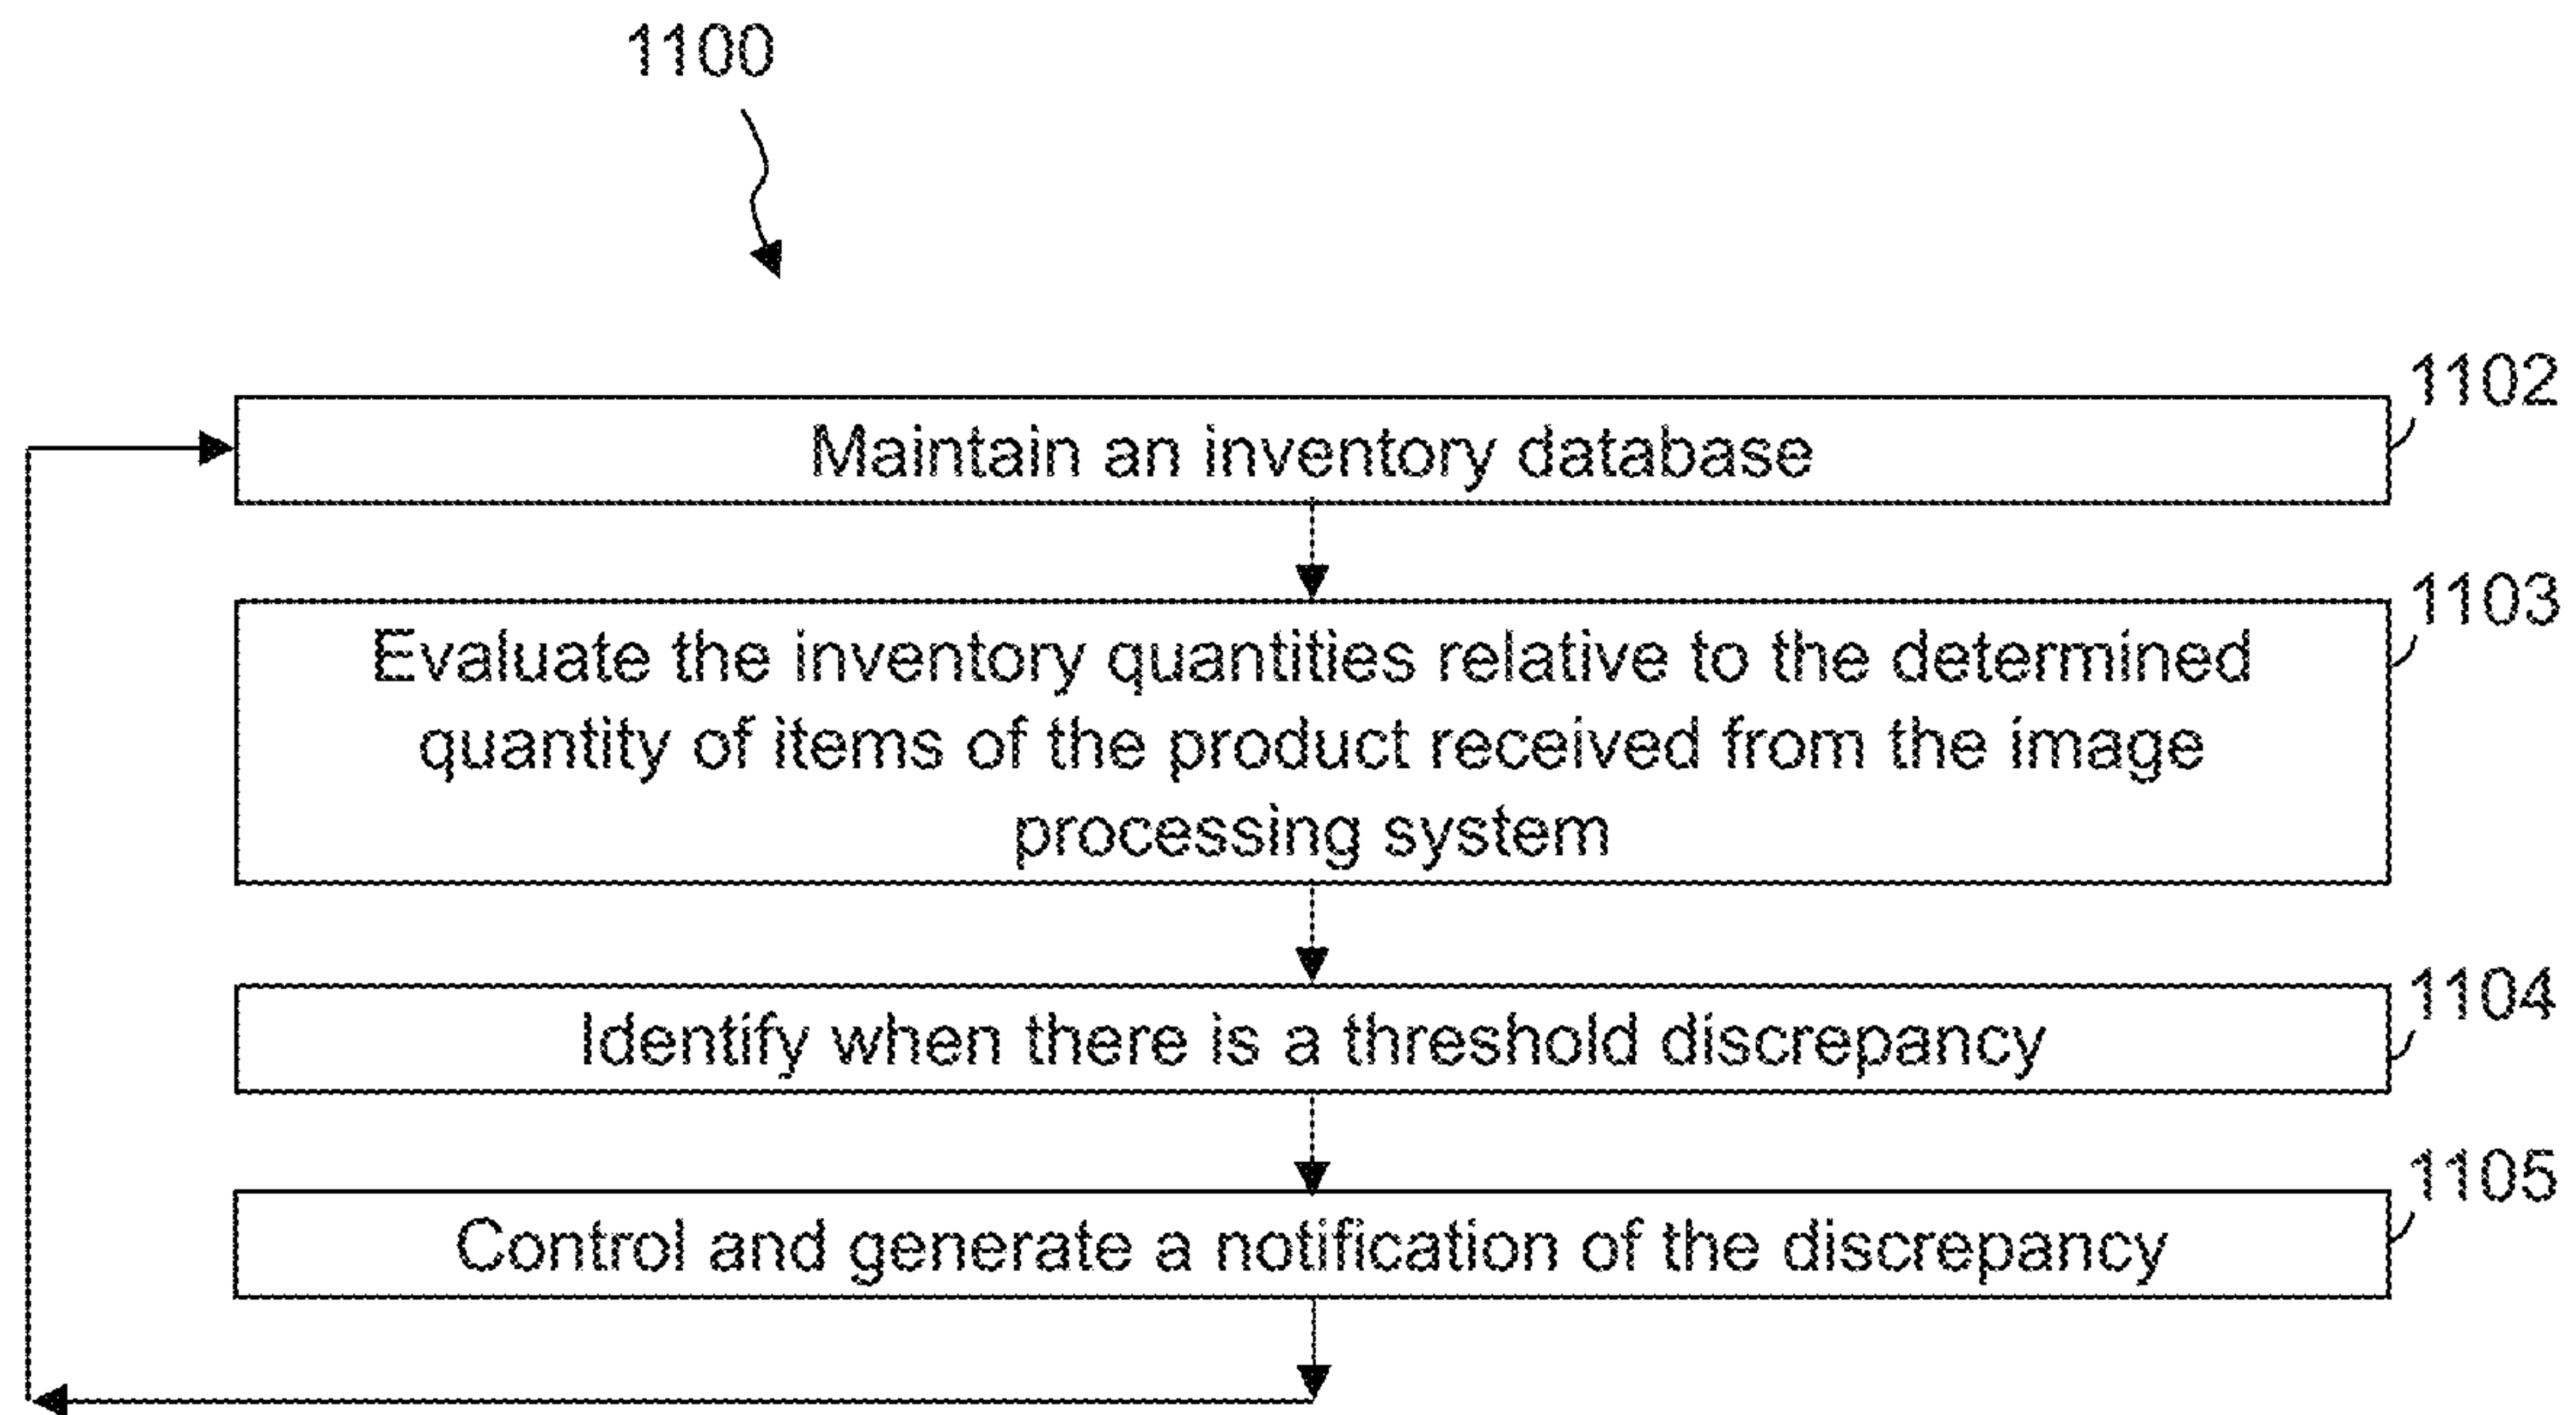 1100
1102
Maintain an inventory database
1103
Evaluate the inventory quantities relative to the determined
quantity of items of the product received from the image
processing system
1104
Identify when there is a threshold discrepancy
1105
Control and generate a notification of the discrepancy